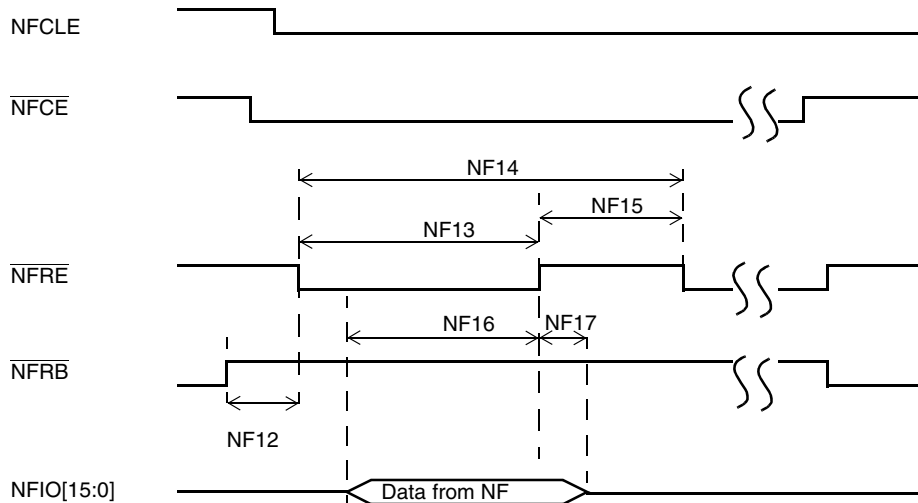 NFCLE
NFCE
NF14
NF15
NF13
NFRE
NF16
NF17
NFRB
NF12
NFIO[15:0]
Data from NF